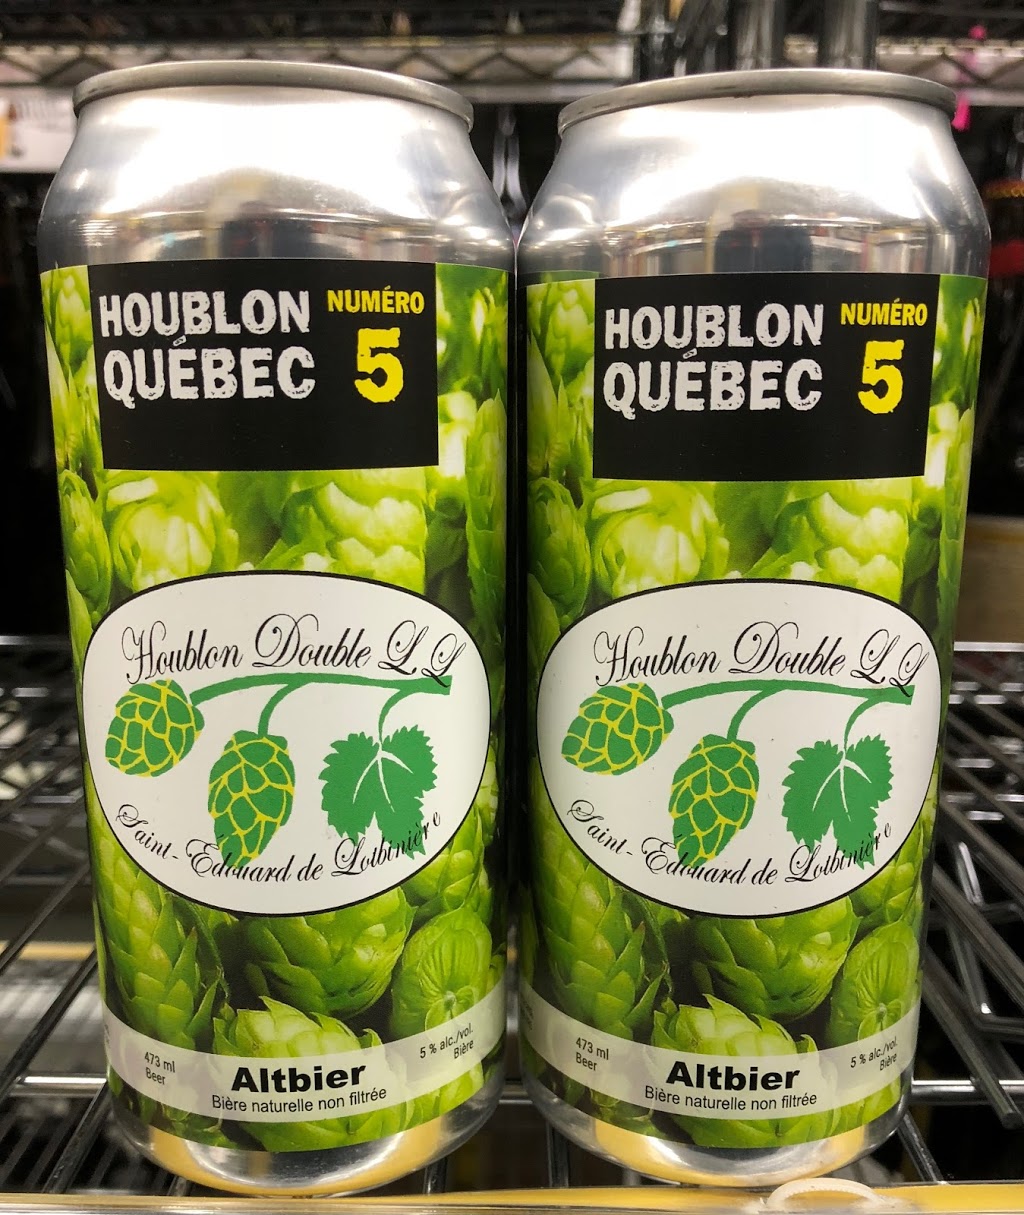 HOUBLON
QUÉBEC
NUMÉRO
5
Houblon Double LL
Saint-Édouard de Lotbinière
473 ml
Beer
Altbier
Bière naturelle non filtrée
5 % alc./vol.
Bière
HOUBLON
QUÉBEC
NUMÉRO
5
Houblon Double LL
Saint-Édouard de Lotbinière
473 ml
Beer
Altbier
Bière naturelle non filtrée
5 % alc./vol.
Bière